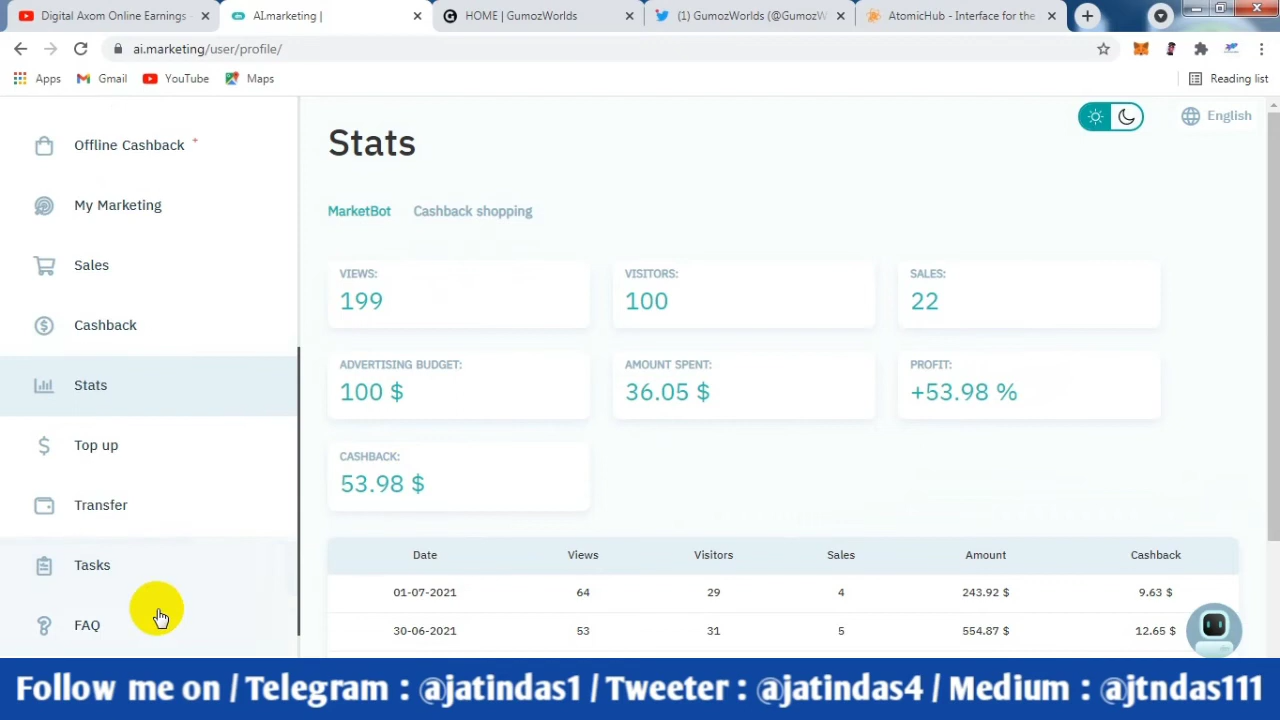 Digital Axom Online Earnings
AI.marketing |
HOME | GumozWorlds
(1) GumozWorlds (@GumozW
AtomicHub - Interface for the
ai.marketing/user/profile/
Apps
Gmail
YouTube
Maps
Reading list
Offline Cashback *
My Marketing
Sales
Cashback
Stats
Top up
Transfer
Tasks
FAQ
English
Stats
MarketBot
Cashback shopping
VIEWS:
199
VISITORS:
100
SALES:
22
ADVERTISING BUDGET:
100 $
AMOUNT SPENT:
36.05 $
PROFIT:
+53.98 %
CASHBACK:
53.98 $
Date Views Visitors Sales Amount Cashback
01-07-2021 64 29 4 243.92 $ 9.63 $
30-06-2021 53 31 5 554.87 $ 12.65 $
Follow me on / Telegram : @jatindas1 / Tweeter : @jatindas4 / Medium : @jtndas111